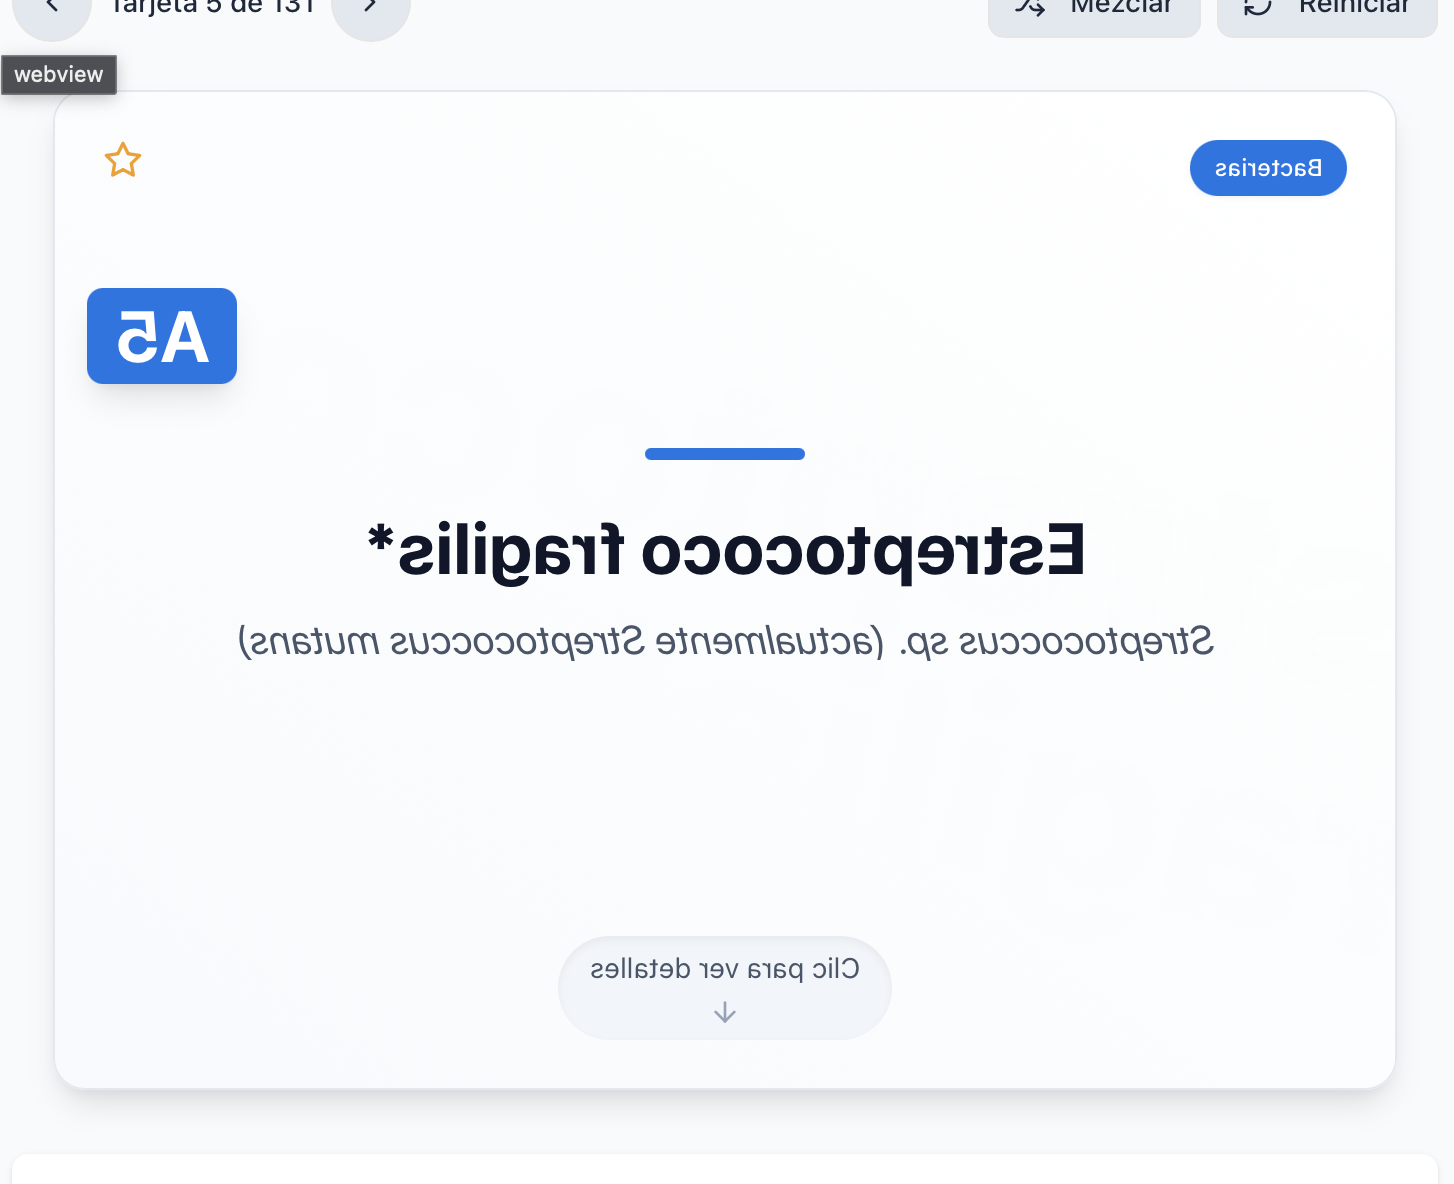 Tarjeta 5 de 131
Mezclar
Reiniciar
webview
Bacterias
A5
Estreptococo fragilis*
Streptococcus sp. (actualmente Streptococcus mutans)
Clic para ver detalles